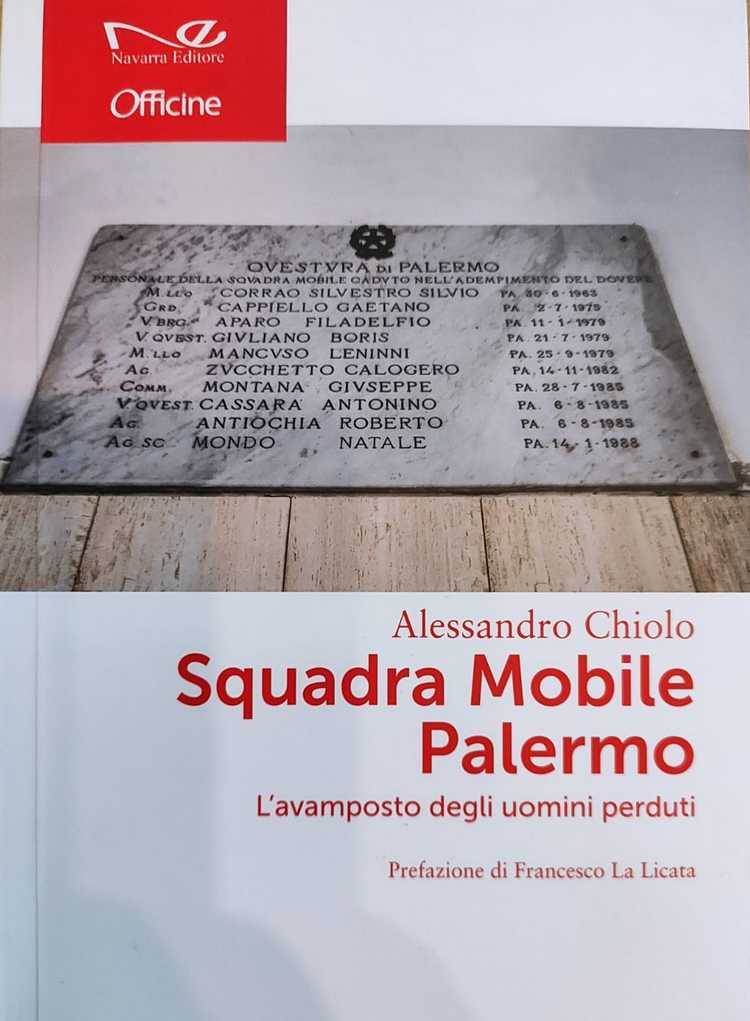 Navarra Editore
Officine
QVESTVRA DI PALERMO
PERSONALE DELLA SQVADRA MOBILE CADVTO NELL'ADEMPIMENTO DEL DOVERE
M.LLO CORRAO SILVESTRO SILVIO PA. 30-6-1963
GRD. CAPPIELLO GAETANO PA. 2-7-1975
V.BRG. APARO FILADELFIO PA. 11-1-1979
V.QVEST. GIVLIANO BORIS PA. 21-7-1979
M.LLO MANCVSO LENINNI PA. 25-9-1979
AG. ZVCCHETTO CALOGERO PA. 14-11-1982
COMM. MONTANA GIVSEPPE PA. 28-7-1985
V.QVEST. CASSARA' ANTONINO PA. 6-8-1985
AG. ANTIOCHIA ROBERTO PA. 6-8-1985
AG.SC. MONDO NATALE PA. 14-1-1988
Alessandro Chiolo
Squadra Mobile
Palermo
L'avamposto degli uomini perduti
Prefazione di Francesco La Licata